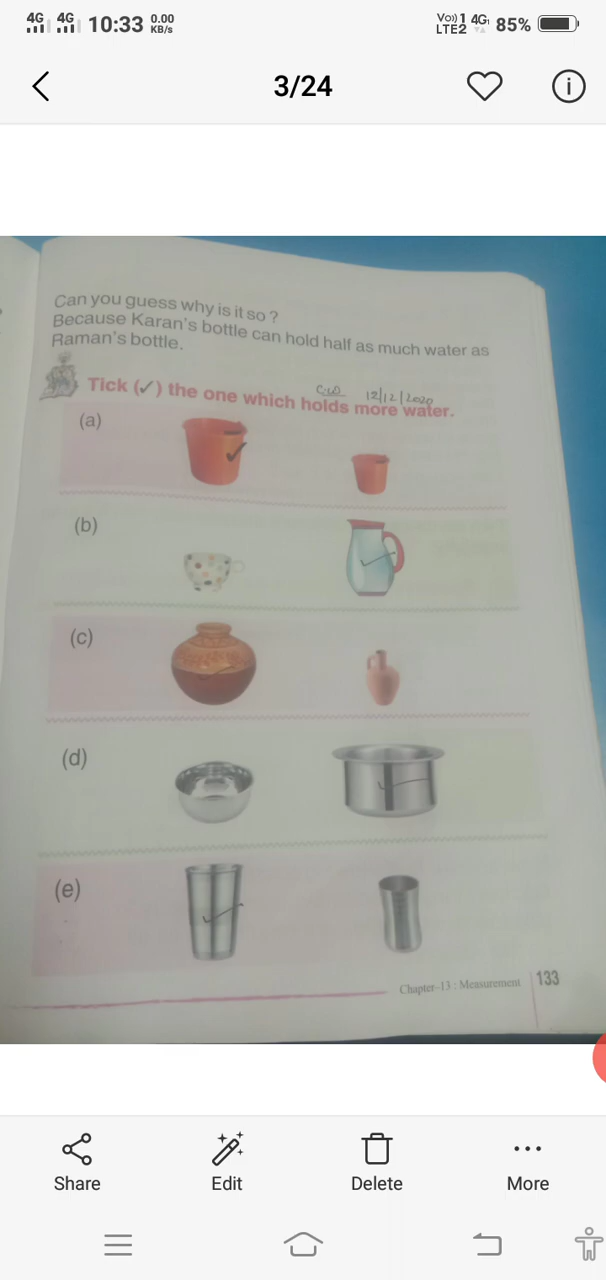 4G 4G 10:33 0.00 KB/s Vo)) 1 4G LTE2 85%
3/24
Can you guess why is it so ?
Because Karan's bottle can hold half as much water as
Raman's bottle.
CW 12/12/2020
Tick (✓) the one which holds more water.
(a)
(b)
(c)
(d)
(e)
Chapter–13 : Measurement 133
Share Edit Delete More